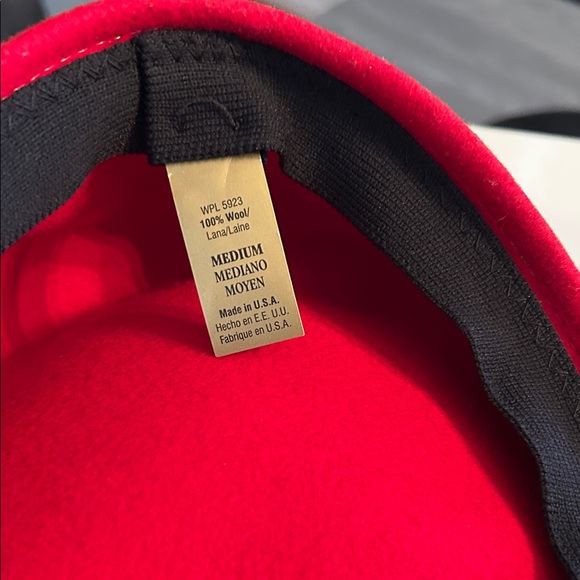 WPL 5923
100% Wool/
Lana/Laine
MEDIUM
MEDIANO
MOYEN
Made in U.S.A.
Hecho en E.E. U.U.
Fabrique en U.S.A.